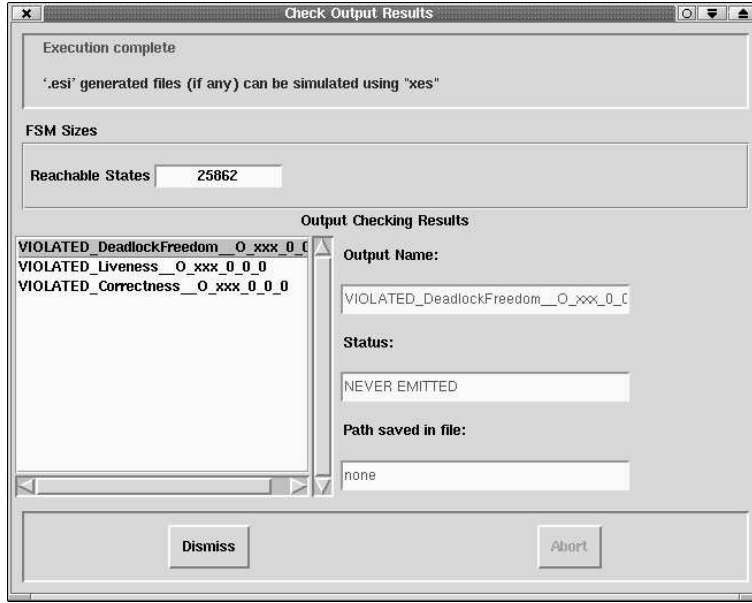 Check Output Results
Execution complete
'.esi' generated files (if any) can be simulated using "xes"
FSM Sizes
Reachable States 25862
Output Checking Results
VIOLATED_DeadlockFreedom__O_xxx_0_0
VIOLATED_Liveness__O_xxx_0_0_0
VIOLATED_Correctness__O_xxx_0_0_0
Output Name:
VIOLATED_DeadlockFreedom__O_xxx_0_0
Status:
NEVER EMITTED
Path saved in file:
none
Dismiss
Abort